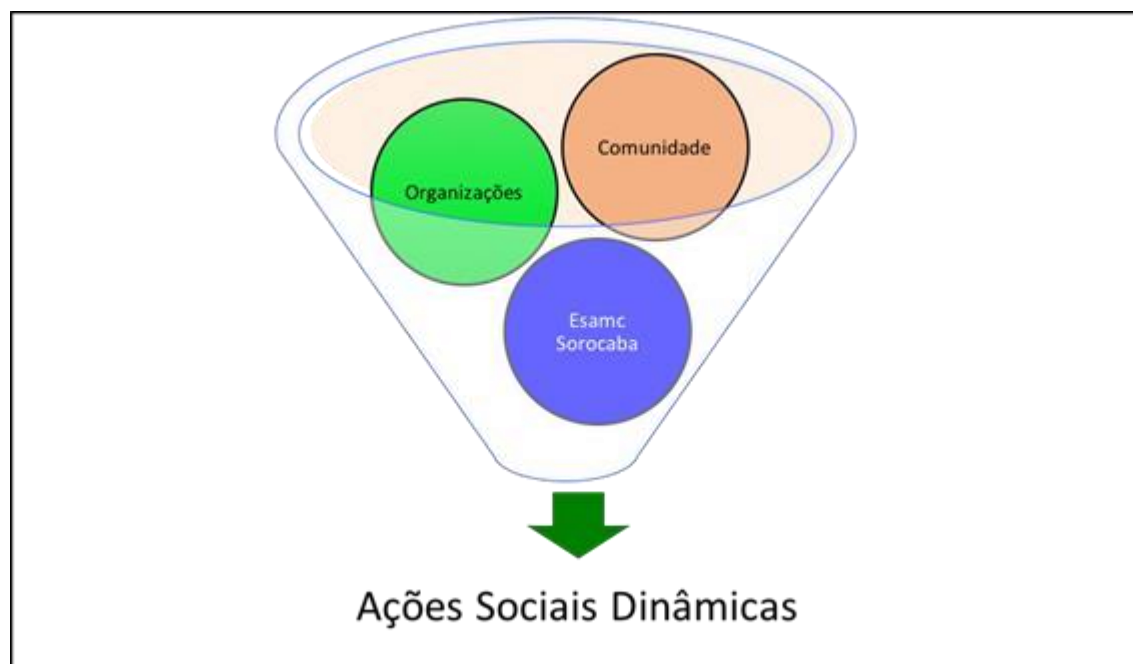 Comunidade
Organizações
Esamc
Sorocaba
Ações Sociais Dinâmicas